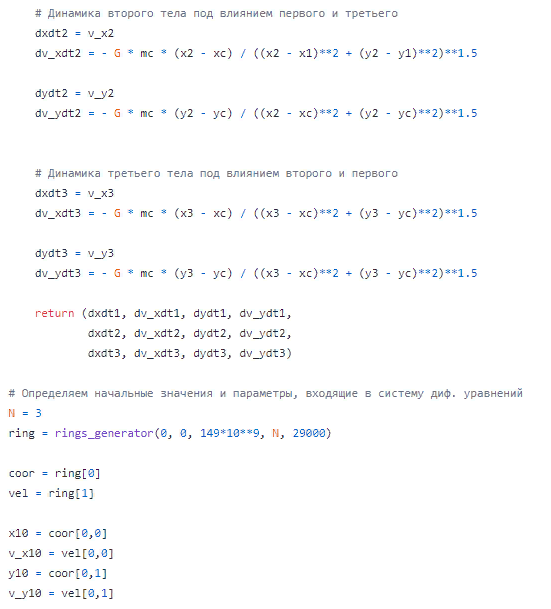 # Динамика второго тела под влиянием первого и третьего
dxdt2 = v_x2
dv_xdt2 = - G * mc * (x2 - xc) / ((x2 - x1)**2 + (y2 - y1)**2)**1.5
dydt2 = v_y2
dv_ydt2 = - G * mc * (y2 - yc) / ((x2 - xc)**2 + (y2 - yc)**2)**1.5
# Динамика третьего тела под влиянием второго и первого
dxdt3 = v_x3
dv_xdt3 = - G * mc * (x3 - xc) / ((x3 - xc)**2 + (y3 - yc)**2)**1.5
dydt3 = v_y3
dv_ydt3 = - G * mc * (y3 - yc) / ((x3 - xc)**2 + (y3 - yc)**2)**1.5
return (dxdt1, dv_xdt1, dydt1, dv_ydt1,
dxdt2, dv_xdt2, dydt2, dv_ydt2,
dxdt3, dv_xdt3, dydt3, dv_ydt3)
# Определяем начальные значения и параметры, входящие в систему диф. уравнений
N = 3
ring = rings_generator(0, 0, 149*10**9, N, 29000)
coor = ring[0]
vel = ring[1]
x10 = coor[0,0]
v_x10 = vel[0,0]
y10 = coor[0,1]
v_y10 = vel[0,1]